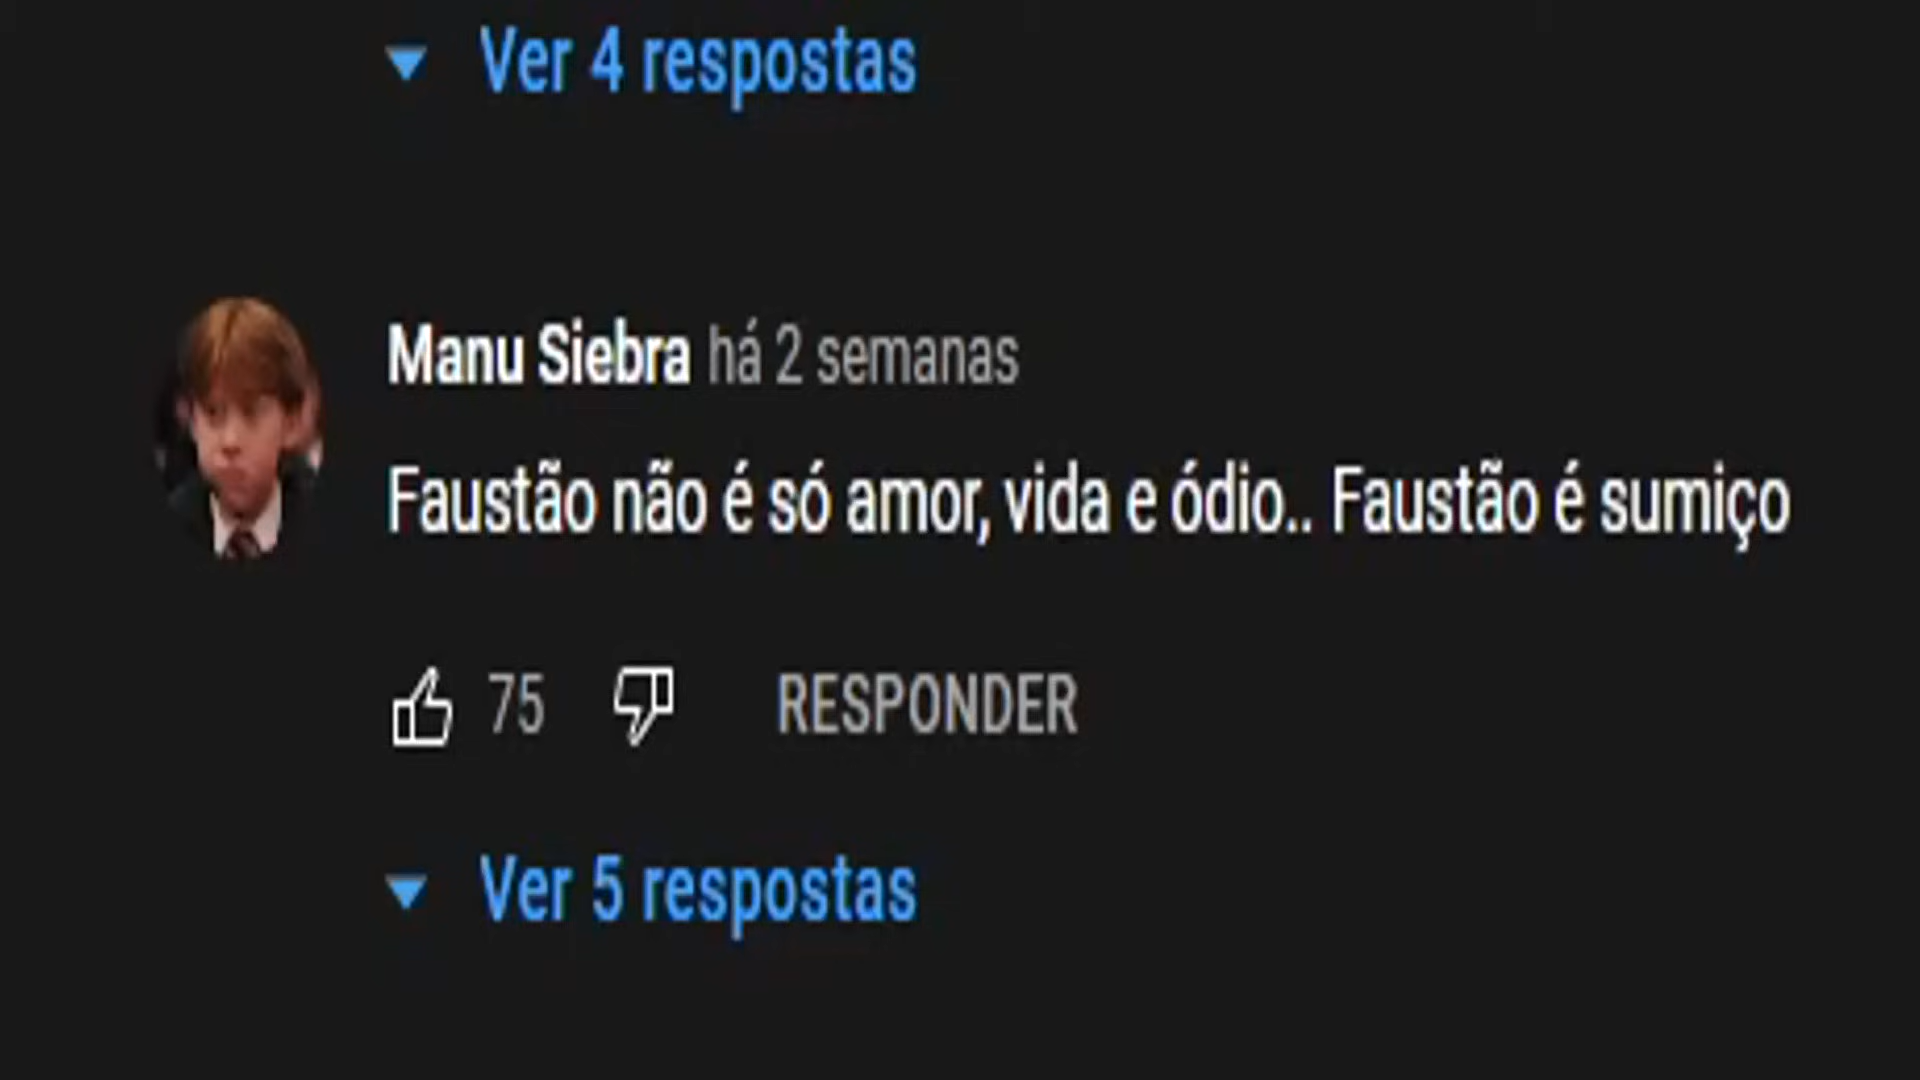 Ver 4 respostas
Manu Siebra há 2 semanas
Faustão não é só amor, vida e ódio.. Faustão é sumiço
75 RESPONDER
Ver 5 respostas